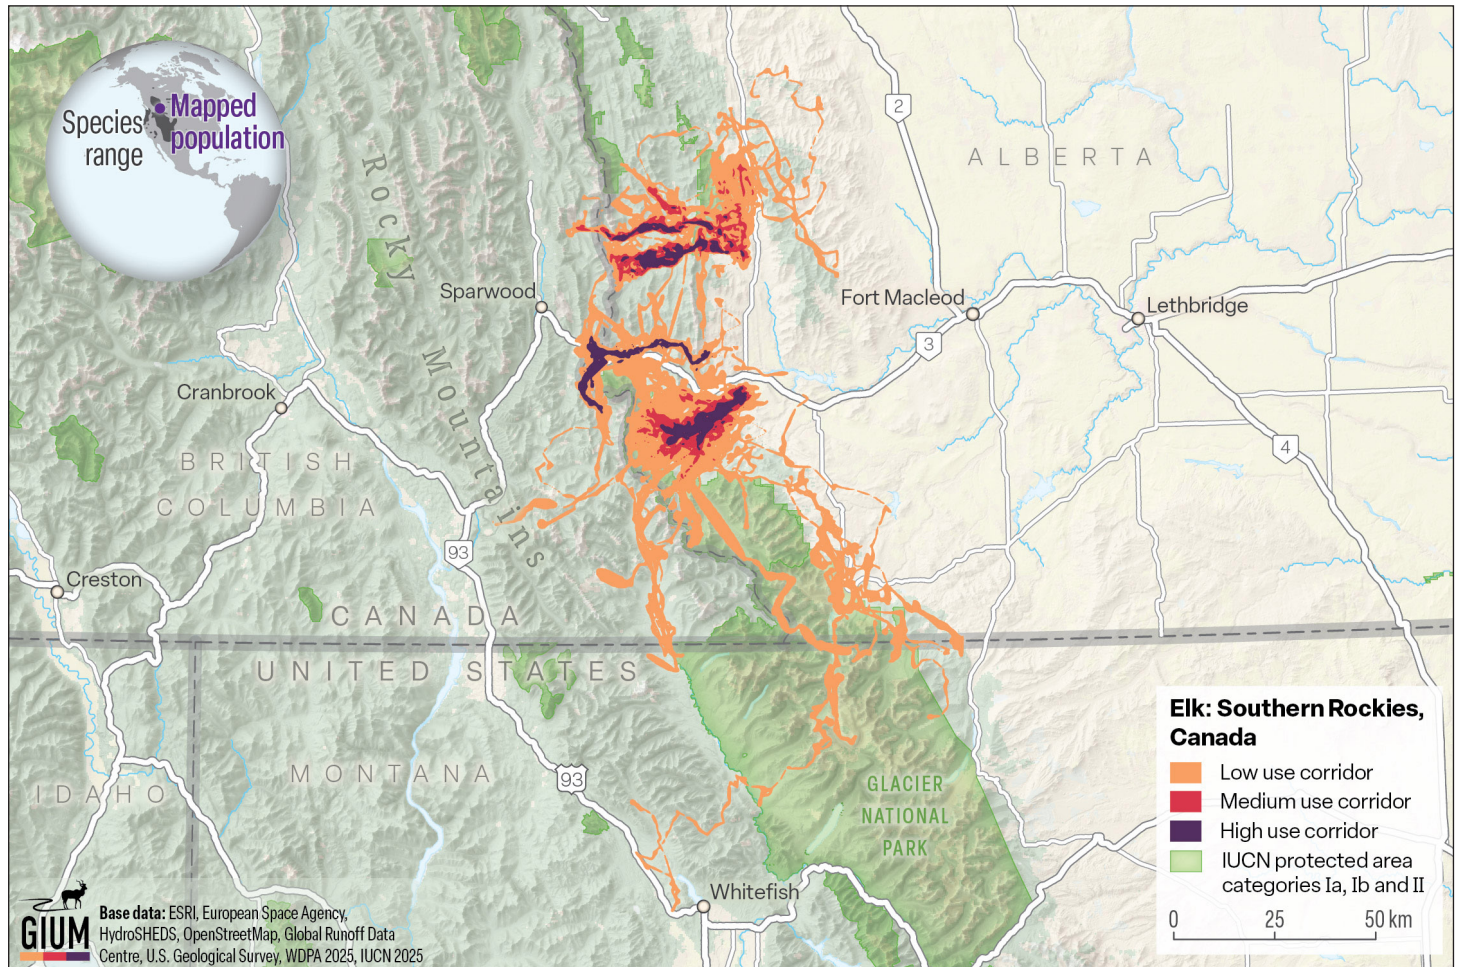 Species
range
Mapped
population
Rocky
Mountains
2
ALBERTA
Sparwood
Fort Macleod
Lethbridge
3
Cranbrook
4
BRITISH
COLUMBIA
93
Creston
CANADA
UNITED STATES
MONTANA
IDAHO
93
GLACIER
NATIONAL
PARK
Whitefish
Elk: Southern Rockies,
Canada
Low use corridor
Medium use corridor
High use corridor
IUCN protected area
categories Ia, Ib and II
0 25 50 km
GIUM
Base data: ESRI, European Space Agency,
HydroSHEDS, OpenStreetMap, Global Runoff Data
Centre, U.S. Geological Survey, WDPA 2025, IUCN 2025